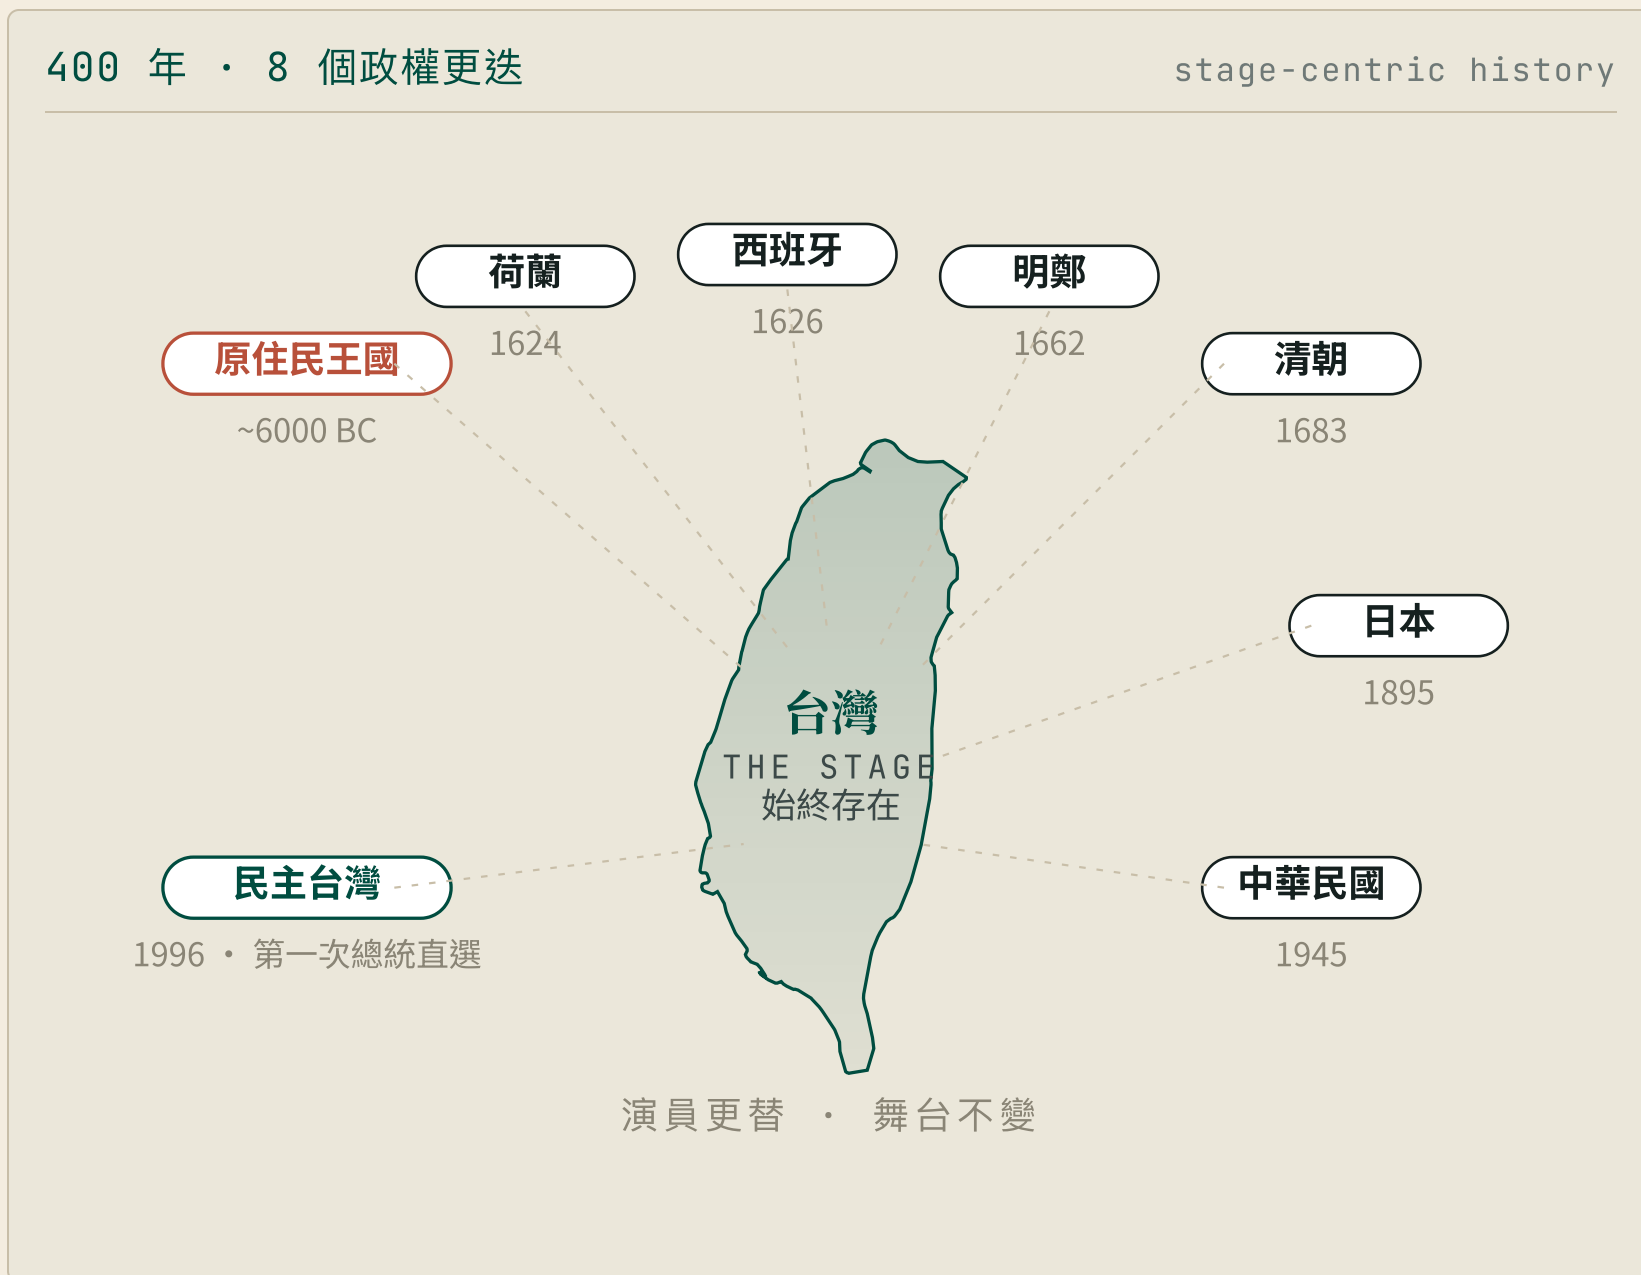 400 年 · 8 個政權更迭
stage-centric history
西班牙
1626
荷蘭
1624
明鄭
1662
原住民王國
~6000 BC
清朝
1683
日本
1895
台灣
THE STAGE
始終存在
民主台灣
1996 · 第一次總統直選
中華民國
1945
演員更替 · 舞台不變